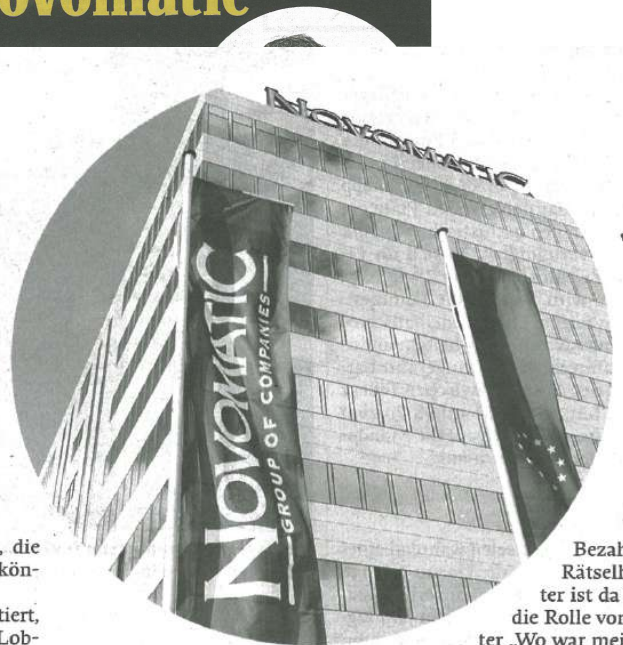 ovomatic
NOVOMATIC
NOVOMATIC
GROUP OF COMPANIES
, die
kön-
tiert,
Lob-
Bezah
Rätselh
ter ist da
die Rolle vor
ter „Wo war mei